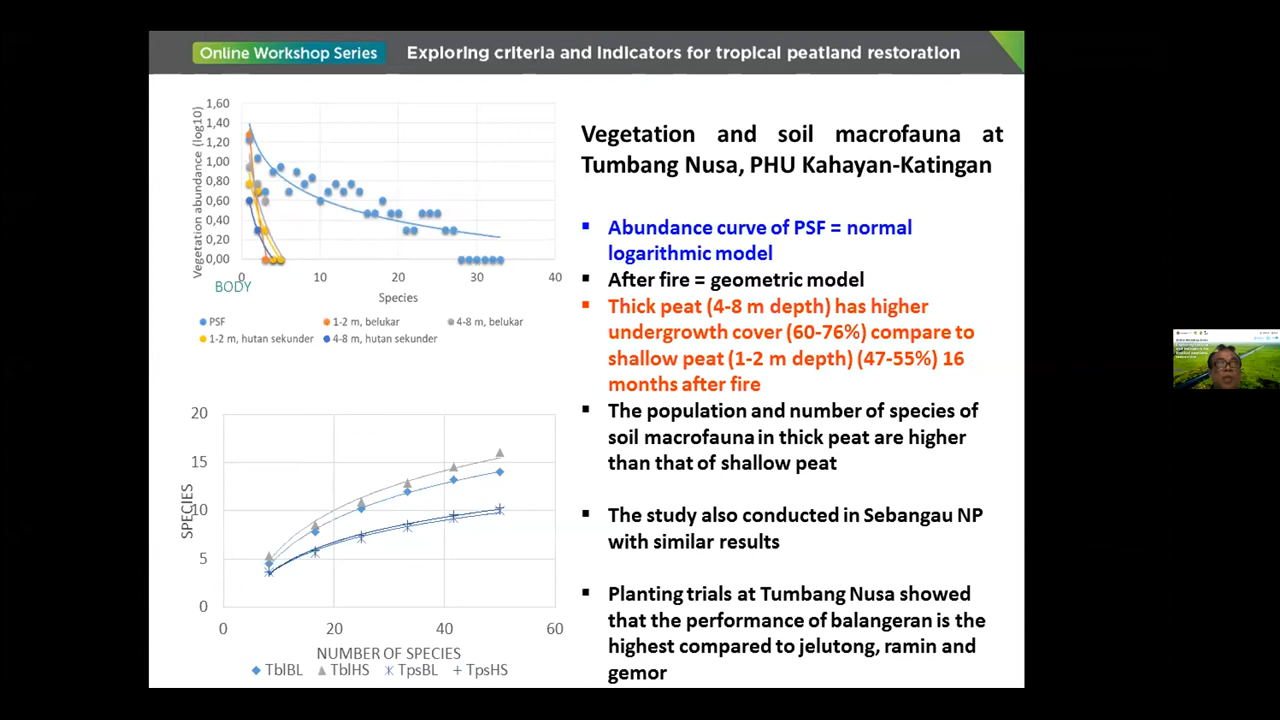 Online Workshop Series
Exploring criteria and indicators for tropical peatland restoration
Vegetation abundance (log10)
1,60
1,40
1,20
1,00
0,80
0,60
0,40
0,20
0,00
0 10 20 30 40
BODY
Species
PSF 1-2 m, belukar 4-8 m, belukar
1-2 m, hutan sekunder 4-8 m, hutan sekunder
SPECIES
20
15
10
5
0
0 20 40 60
NUMBER OF SPECIES
TblBL TblHS TpsBL TpsHS
Vegetation and soil macrofauna at
Tumbang Nusa, PHU Kahayan-Katingan
▪ Abundance curve of PSF = normal
logarithmic model
▪ After fire = geometric model
▪ Thick peat (4-8 m depth) has higher
undergrowth cover (60-76%) compare to
shallow peat (1-2 m depth) (47-55%) 16
months after fire
▪ The population and number of species of
soil macrofauna in thick peat are higher
than that of shallow peat
▪ The study also conducted in Sebangau NP
with similar results
▪ Planting trials at Tumbang Nusa showed
that the performance of balangeran is the
highest compared to jelutong, ramin and
gemor